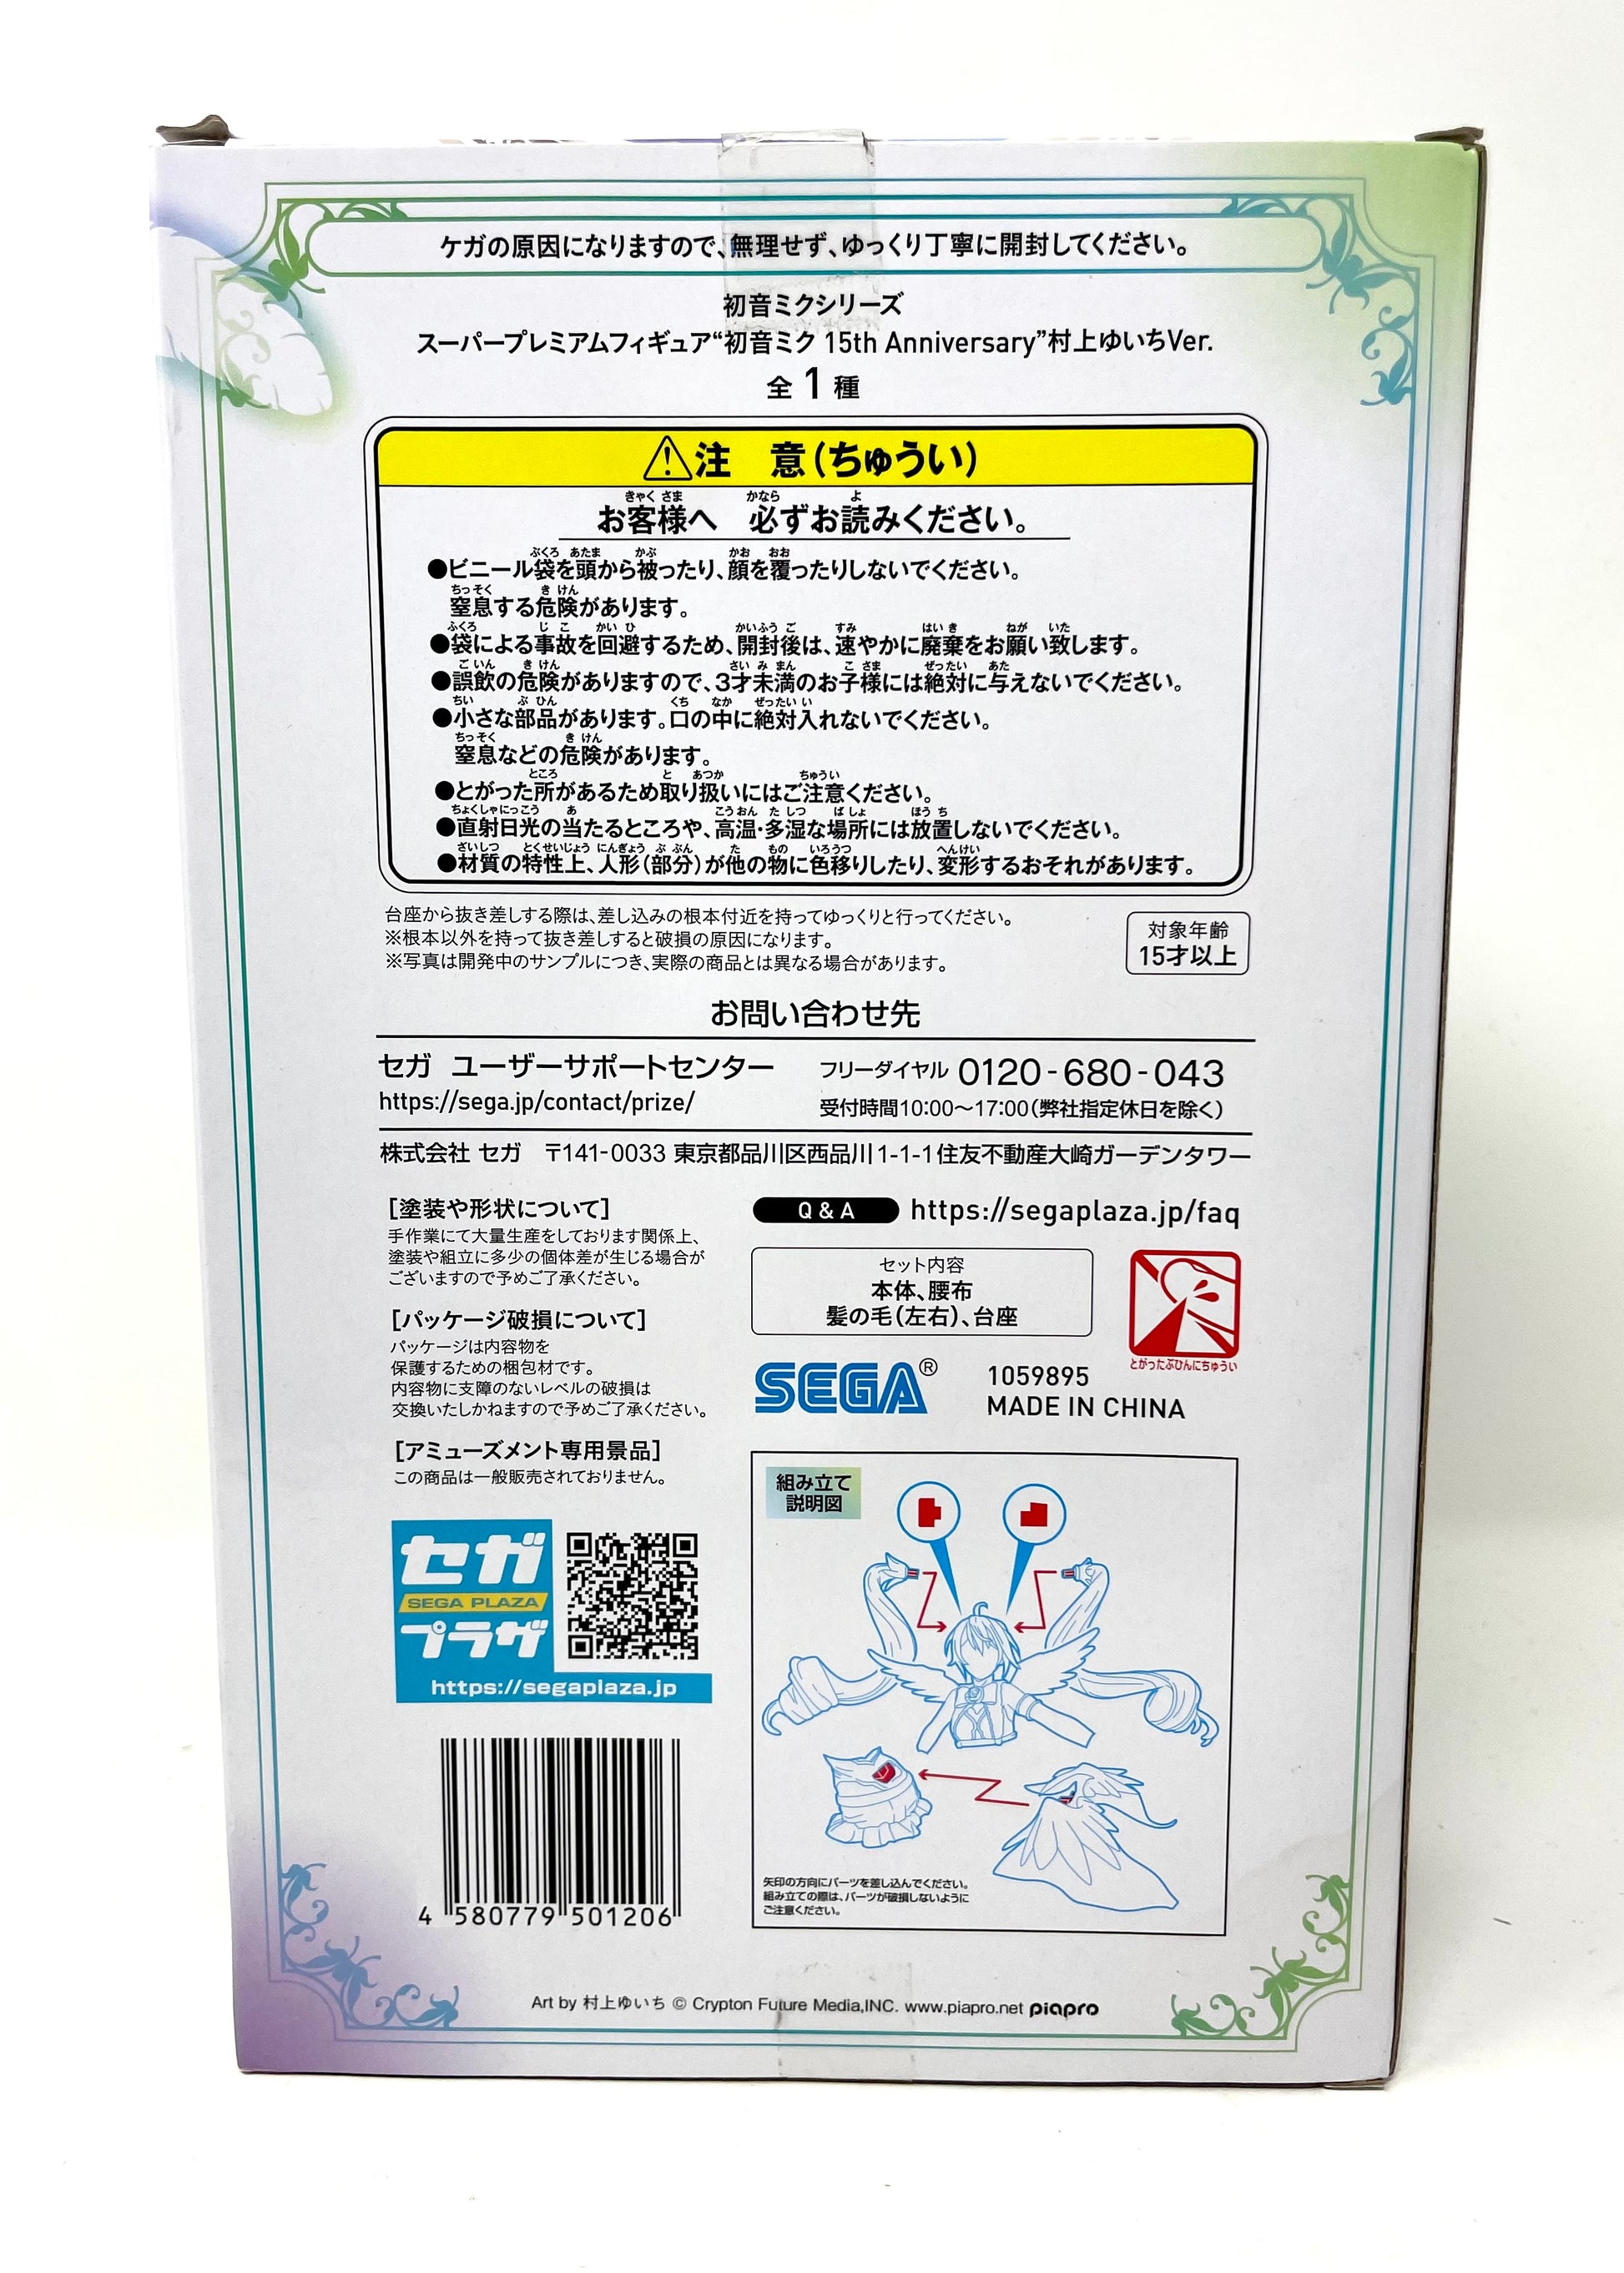 ケガの原因になりますので、無理せず、ゆっくり丁寧に開封してください。
初音ミクシリーズ
スーパープレミアムフィギュア“初音ミク 15th Anniversary”村上ゆいちVer.
全1種
注 意(ちゅうい)
お客様へ 必ずお読みください。
●ビニール袋を頭から被ったり、顔を覆ったりしないでください。
窒息する危険があります。
●袋による事故を回避するため、開封後は、速やかに廃棄をお願い致します。
●誤飲の危険がありますので、3才未満のお子様には絶対に与えないでください。
●小さな部品があります。口の中に絶対入れないでください。
窒息などの危険があります。
●とがった所があるため取り扱いにはご注意ください。
●直射日光の当たるところや、高温・多湿な場所には放置しないでください。
●材質の特性上、人形(部分)が他の物に色移りしたり、変形するおそれがあります。
台座から抜き差しする際は、差し込みの根本付近を持ってゆっくりと行ってください。
※根本以外を持って抜き差しすると破損の原因になります。
※写真は開発中のサンプルにつき、実際の商品とは異なる場合があります。
対象年齢
15才以上
お問い合わせ先
セガ ユーザーサポートセンター
https://sega.jp/contact/prize/
フリーダイヤル 0120-680-043
受付時間10:00～17:00(弊社指定休日を除く)
株式会社 セガ 〒141-0033 東京都品川区西品川1-1-1住友不動産大崎ガーデンタワー
[塗装や形状について]
手作業にて大量生産をしております関係上、
塗装や組立に多少の個体差が生じる場合が
ございますので予めご了承ください。
[パッケージ破損について]
パッケージは内容物を
保護するための梱包材です。
内容物に支障のないレベルの破損は
交換いたしかねますので予めご了承ください。
[アミューズメント専用景品]
この商品は一般販売されておりません。
Q & A https://segaplaza.jp/faq
セット内容
本体、腰布
髪の毛(左右)、台座
とがったぶひんにちゅうい
SEGA®
1059895
MADE IN CHINA
セガ
SEGA PLAZA
プラザ
https://segaplaza.jp
組み立て
説明図
矢印の方向にパーツを差し込んでください。
組み立ての際は、パーツが破損しないように
ご注意ください。
4 580779 501206
Art by 村上ゆいち © Crypton Future Media,INC. www.piapro.net piapro